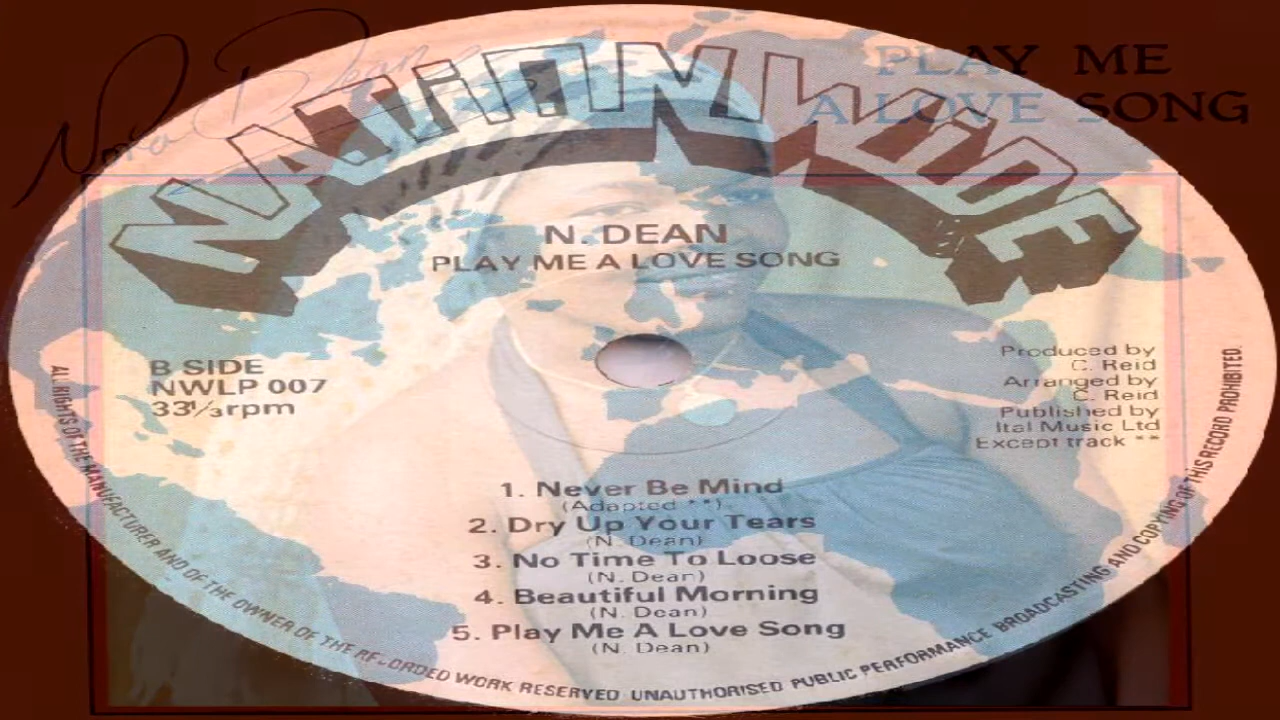 Nora Dean
PLAY ME
A LOVE SONG
NATION WIDE
N. DEAN
PLAY ME A LOVE SONG
B SIDE
NWLP 007
33⅓rpm
Produced by
C. Reid
Arranged by
C. Reid
Published by
Ital Music Ltd
Except track **
1. Never Be Mind
(Adapted **)
2. Dry Up Your Tears
(N. Dean)
3. No Time To Loose
(N. Dean)
4. Beautiful Morning
(N. Dean)
5. Play Me A Love Song
(N. Dean)
ALL RIGHTS OF THE MANUFACTURER AND OF THE OWNER OF THE RECORDED WORK RESERVED UNAUTHORISED PUBLIC PERFORMANCE BROADCASTING AND COPYING OF THIS RECORD PROHIBITED.